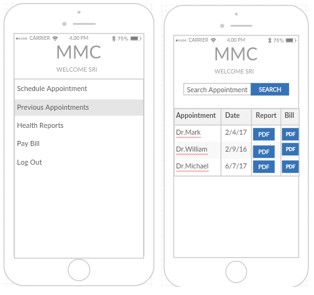 CARRIER 4:00 PM 75%
MMC
WELCOME SRI
Schedule Appointment
Previous Appointments
Health Reports
Pay Bill
Log Out
CARRIER 4:00 PM 75%
MMC
WELCOME SRI
Search Appointment SEARCH
Appointment Date Report Bill
Dr.Mark 2/4/17 PDF PDF
Dr.William 2/9/16 PDF PDF
Dr.Michael 6/7/17 PDF PDF